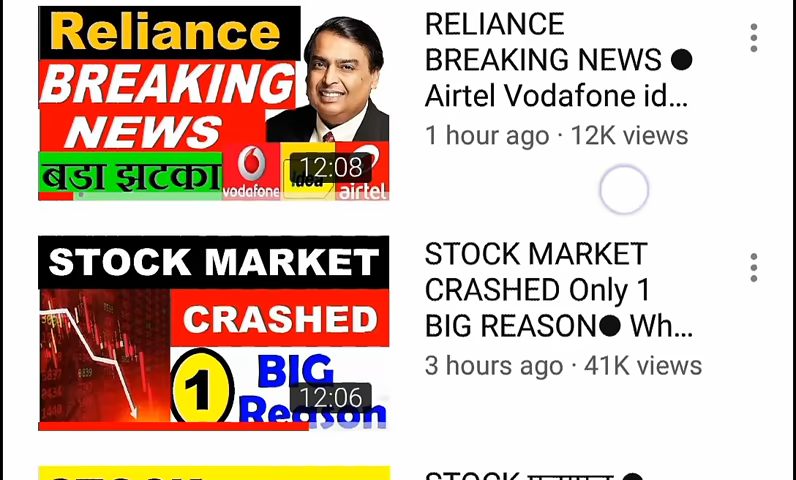 Reliance
BREAKING
NEWS
बडा झटका
vodafone
idea
airtel
12:08
RELIANCE
BREAKING NEWS ●
Airtel Vodafone id...
1 hour ago · 12K views
STOCK MARKET
CRASHED
1
BIG
Reason
12:06
STOCK MARKET
CRASHED Only 1
BIG REASON● Wh...
3 hours ago · 41K views